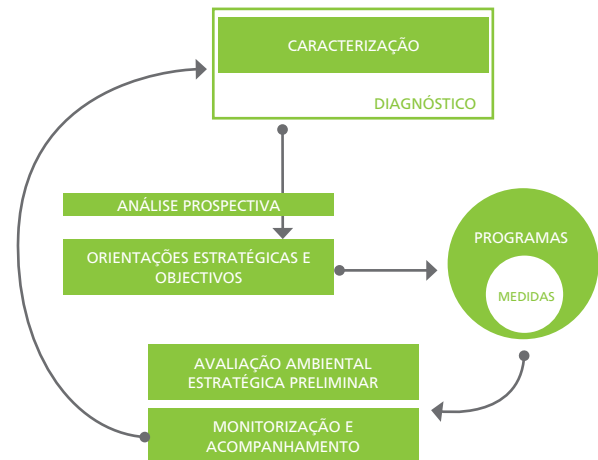 CARACTERIZAÇÃO
DIAGNÓSTICO
ANÁLISE PROSPECTIVA
ORIENTAÇÕES ESTRATÉGICAS E
OBJECTIVOS
PROGRAMAS
MEDIDAS
AVALIAÇÃO AMBIENTAL
ESTRATÉGICA PRELIMINAR
MONITORIZAÇÃO E
ACOMPANHAMENTO